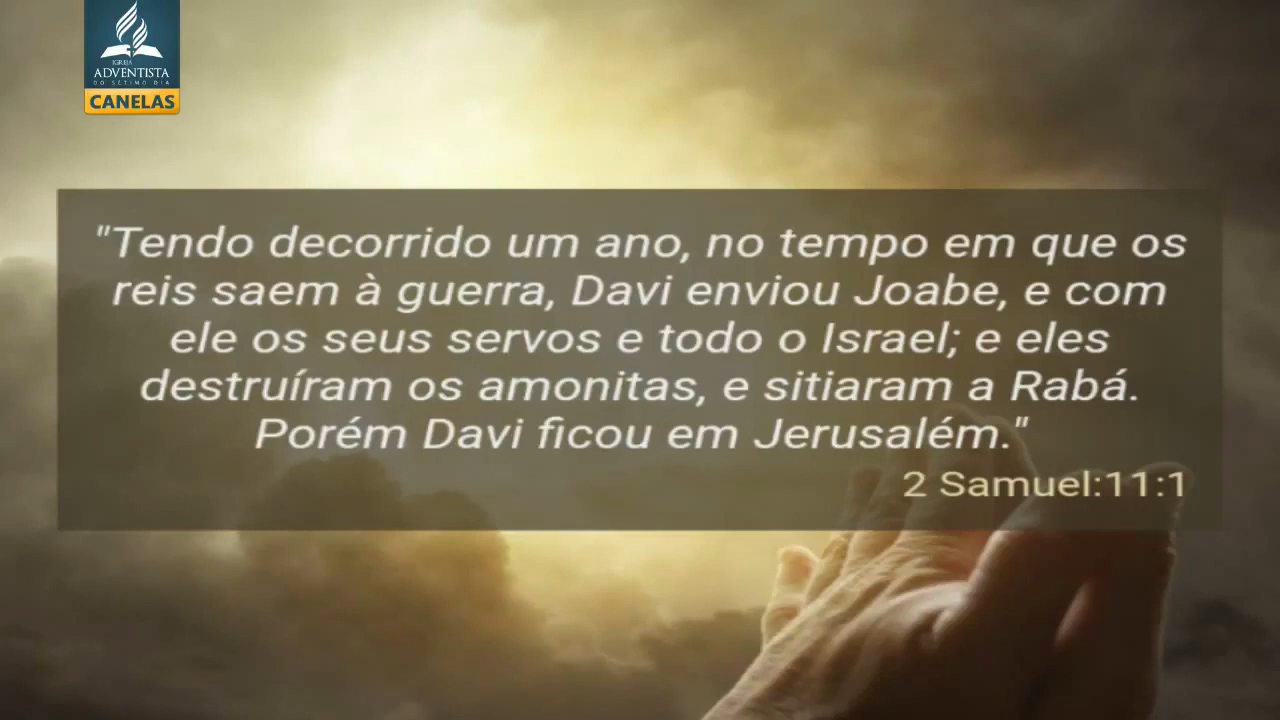 IGREJA
ADVENTISTA
DO SÉTIMO DIA
CANELAS
"Tendo decorrido um ano, no tempo em que os
reis saem à guerra, Davi enviou Joabe, e com
ele os seus servos e todo o Israel; e eles
destruíram os amonitas, e sitiaram a Rabá.
Porém Davi ficou em Jerusalém."
2 Samuel:11:1